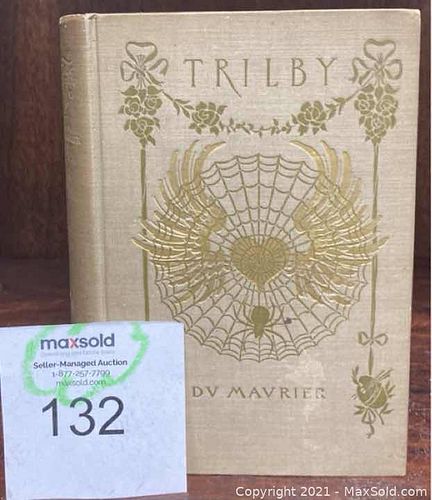 TRILBY
DV MAVRIER
maxsold
Seller-Managed Auction
1-877-257-7799
maxsold.com
132
Copyright 2021 - MaxSold.com